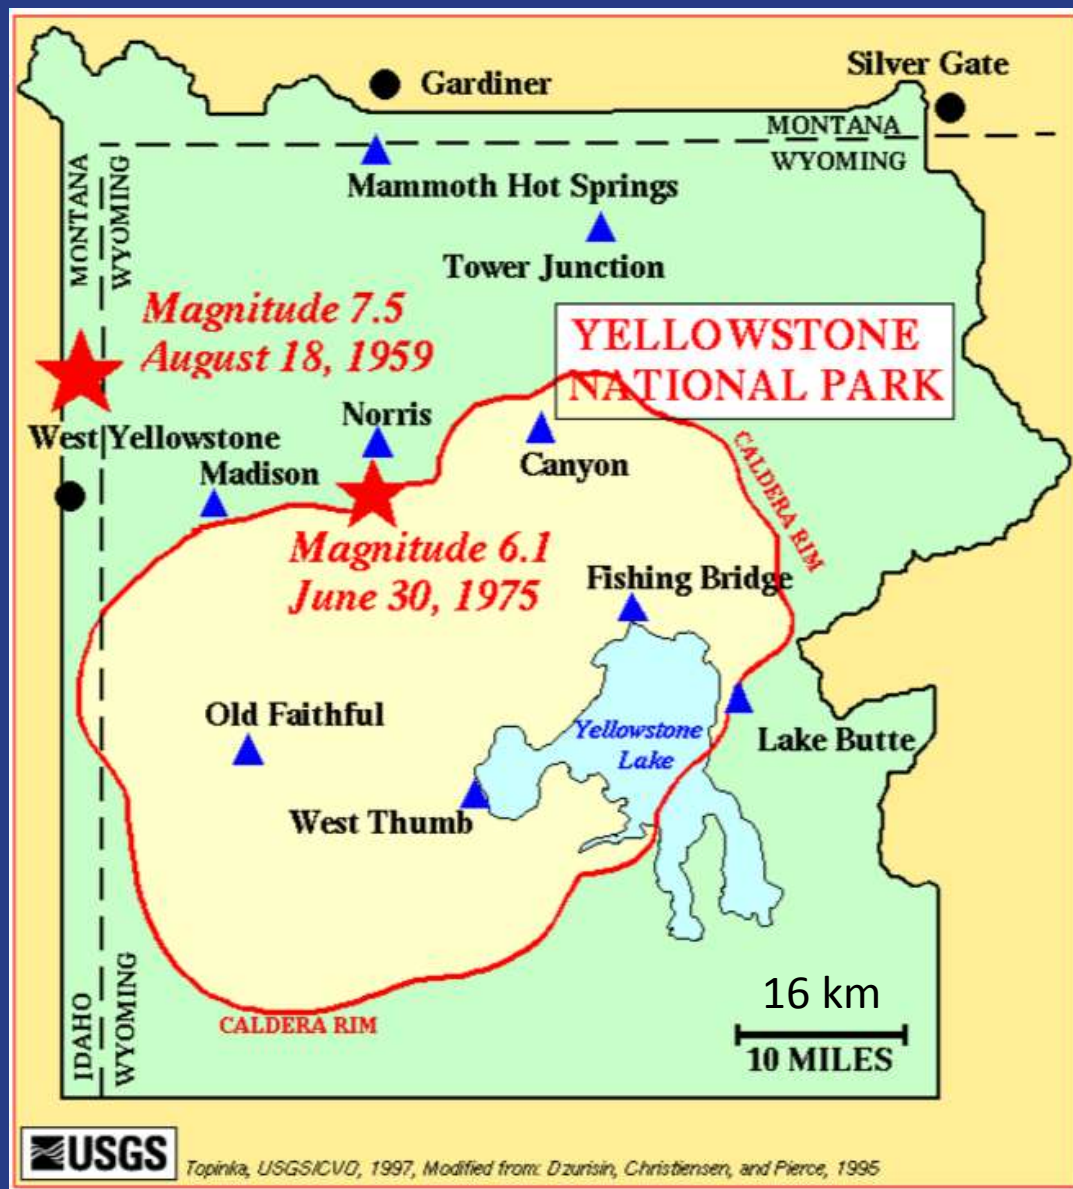 Silver Gate
Gardiner
MONTANA
WYOMING
MONTANA
WYOMING
Mammoth Hot Springs
Tower Junction
Magnitude 7.5
August 18, 1959
YELLOWSTONE
NATIONAL PARK
Norris
West Yellowstone
Canyon
Madison
CALDERA RIM
Magnitude 6.1
June 30, 1975
Fishing Bridge
Old Faithful
Yellowstone
Lake
Lake Butte
West Thumb
16 km
10 MILES
CALDERA RIM
IDAHO
WYOMING
USGS
Topinka, USGS/CVO, 1997, Modified from: Dzurisin, Christiensen, and Pierce, 1995